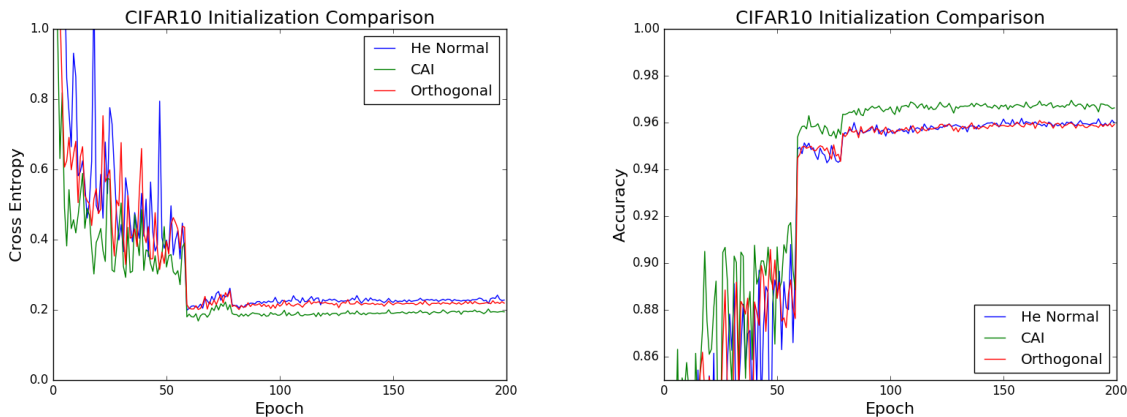 CIFAR10 Initialization Comparison
1.0
0.8
0.6
0.4
0.2
0.0
Cross Entropy
0
50
100
150
200
Epoch
He Normal
CAI
Orthogonal
CIFAR10 Initialization Comparison
1.00
0.98
0.96
0.94
0.92
0.90
0.88
0.86
Accuracy
0
50
100
150
200
Epoch
He Normal
CAI
Orthogonal